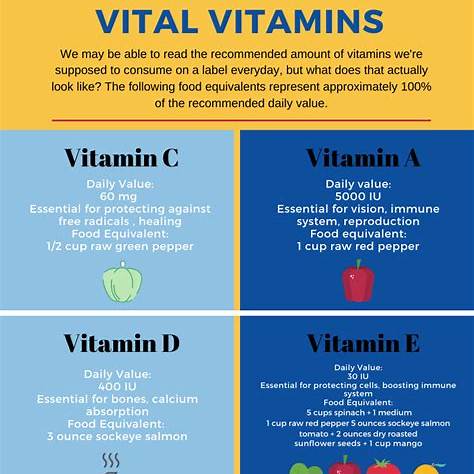 VITAL VITAMINS
We may be able to read the recommended amount of vitamins we're
supposed to consume on a label everyday, but what does that actually
look like? The following food equivalents represent approximately 100%
of the recommended daily value.
Vitamin C
Daily Value:
60 mg
Essential for protecting against
free radicals , healing
Food Equivalent:
1/2 cup raw green pepper
Vitamin A
Daily value:
5000 IU
Essential for vision, immune
system, reproduction
Food equivalent:
1 cup raw red pepper
Vitamin D
Daily Value:
400 IU
Essential for bones, calcium
absorption
Food Equivalent:
3 ounce sockeye salmon
Vitamin E
Daily Value:
30 IU
Essential for protecting cells, boosting immune
system
Food Equivalent:
5 cups spinach + 1 medium
1 cup raw red pepper 5 ounces sockeye salmon
tomato + 2 ounces dry roasted
sunflower seeds + 1 cup mango